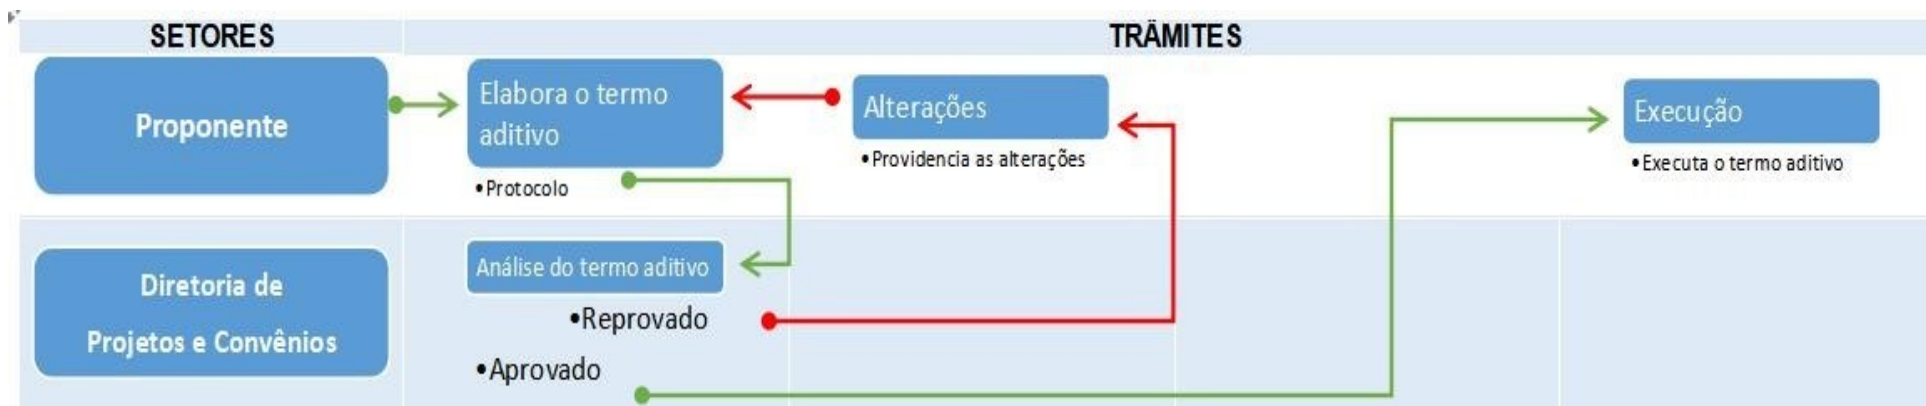 SETORES
TRÂMITES
Proponente
Elabora o termo
aditivo
•Protocolo
Alterações
•Providencia as alterações
Execução
•Executa o termo aditivo
Diretoria de
Projetos e Convênios
Análise do termo aditivo
•Reprovado
•Aprovado